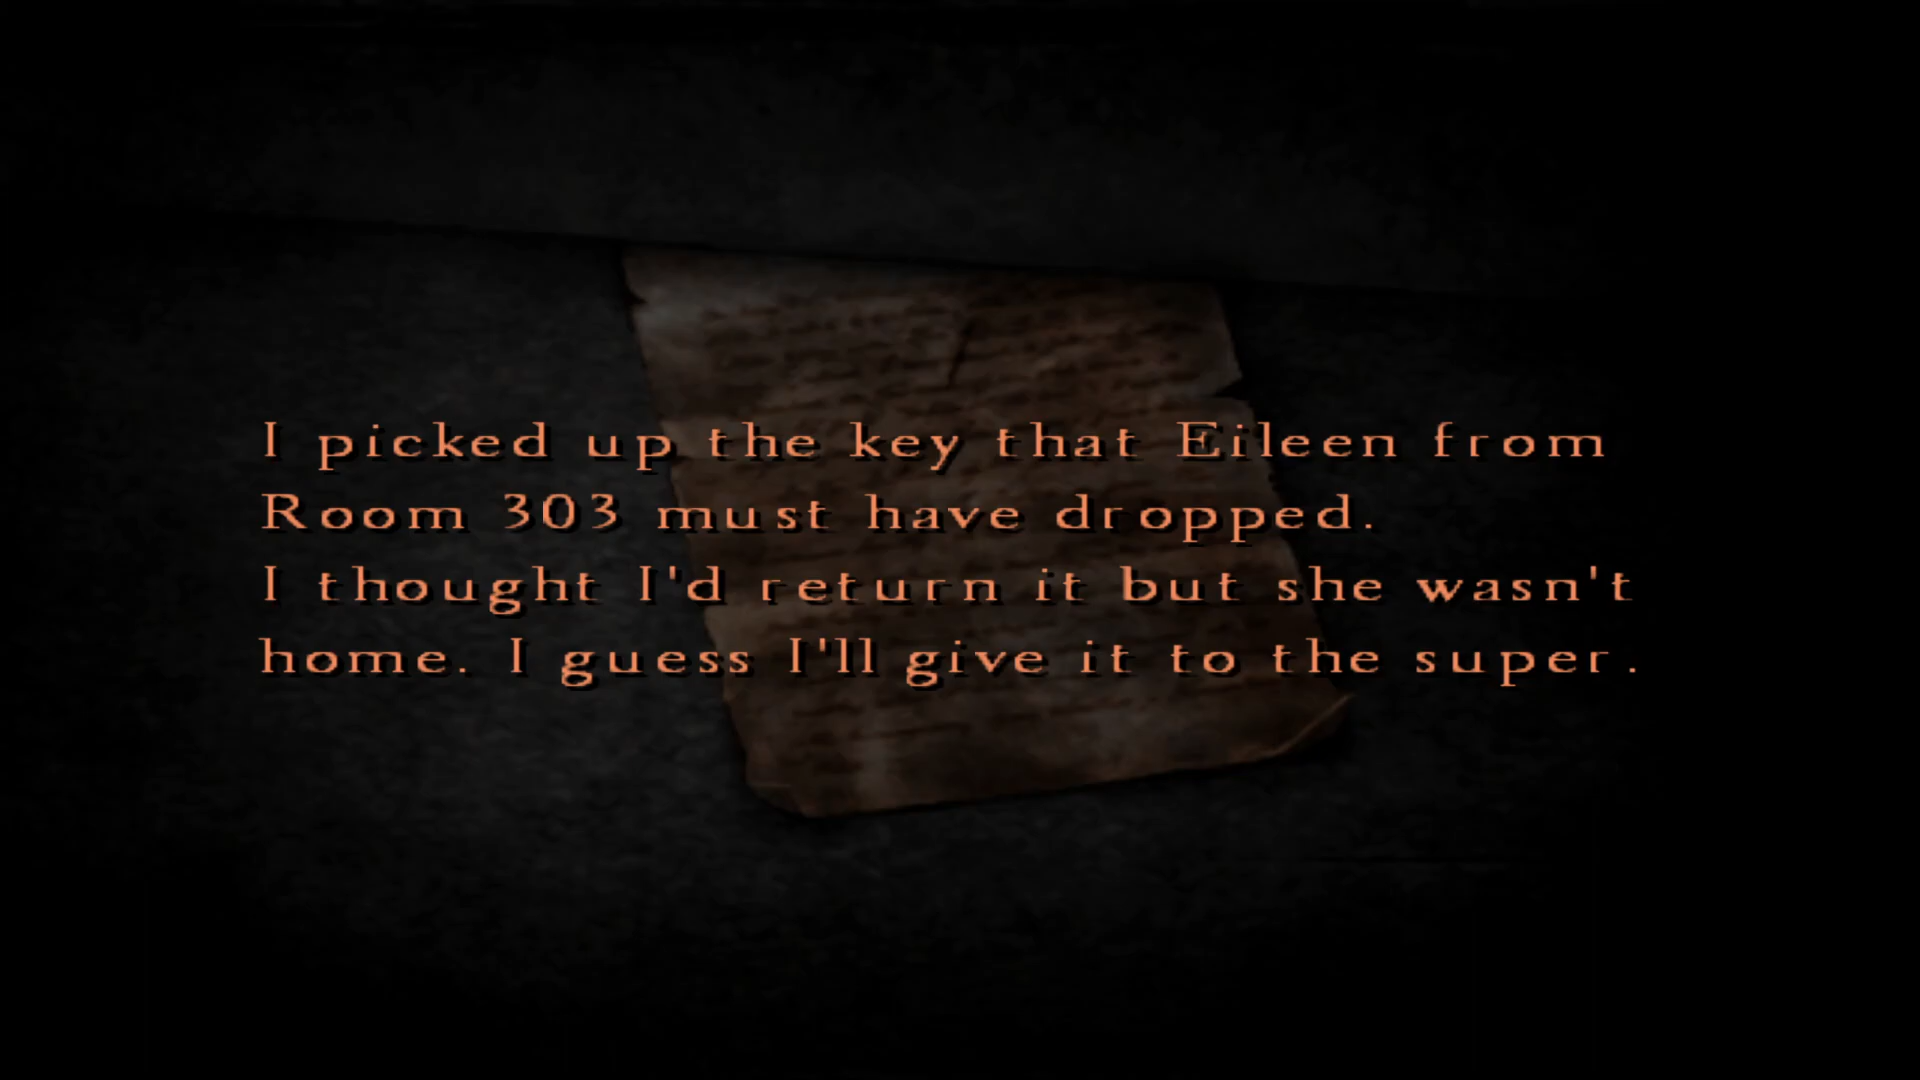 I picked up the key that Eileen from
Room 303 must have dropped.
I thought I'd return it but she wasn't
home. I guess I'll give it to the super.